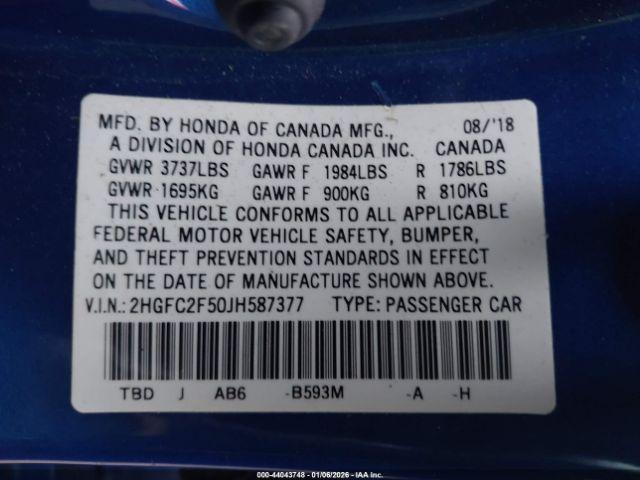 MFD. BY HONDA OF CANADA MFG., 08/'18
A DIVISION OF HONDA CANADA INC. CANADA
GVWR 3737LBS GAWR F 1984LBS R 1786LBS
GVWR 1695KG GAWR F 900KG R 810KG
THIS VEHICLE CONFORMS TO ALL APPLICABLE
FEDERAL MOTOR VEHICLE SAFETY, BUMPER,
AND THEFT PREVENTION STANDARDS IN EFFECT
ON THE DATE OF MANUFACTURE SHOWN ABOVE.
V.I.N.: 2HGFC2F50JH587377 TYPE: PASSENGER CAR
TBD J AB6 -B593M -A -H
000-44043748 - 01/06/2026 - IAA Inc.